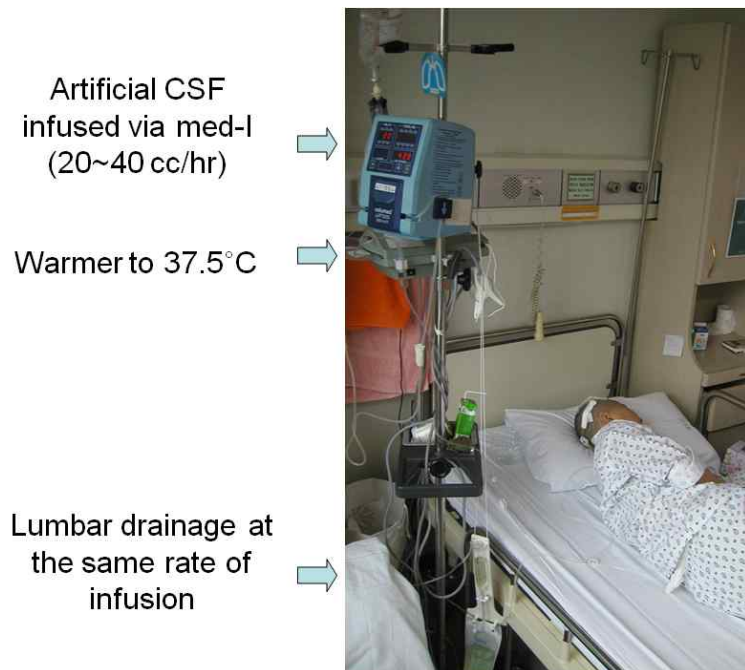 Artificial CSF
infused via med-I
(20~40 cc/hr)
Warmer to 37.5°C
Lumbar drainage at
the same rate of
infusion